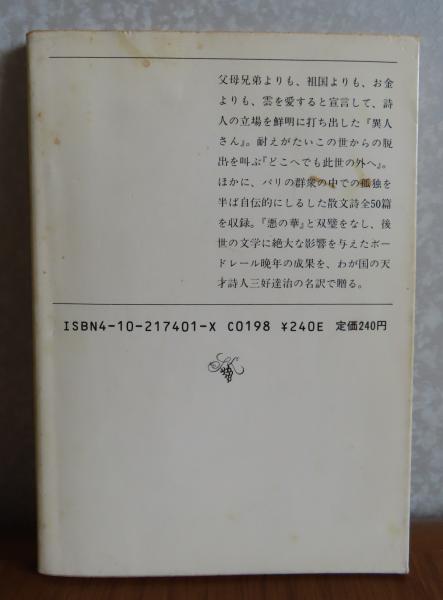 父母兄弟よりも、祖国よりも、お金
よりも、雲を愛すると宣言して、詩
人の立場を鮮明に打ち出した『異人
さん』。耐えがたいこの世からの脱
出を叫ぶ『どこへでも此世の外へ』。
ほかに、パリの群衆の中での孤独を
半ば自伝的にしるした散文詩全50篇
を収録。『悪の華』と双璧をなし、後
世の文学に絶大な影響を与えたボー
ドレール晩年の成果を、わが国の天
才詩人三好達治の名訳で贈る。
ISBN4-10-217401-X C0198 ¥240E 定価240円